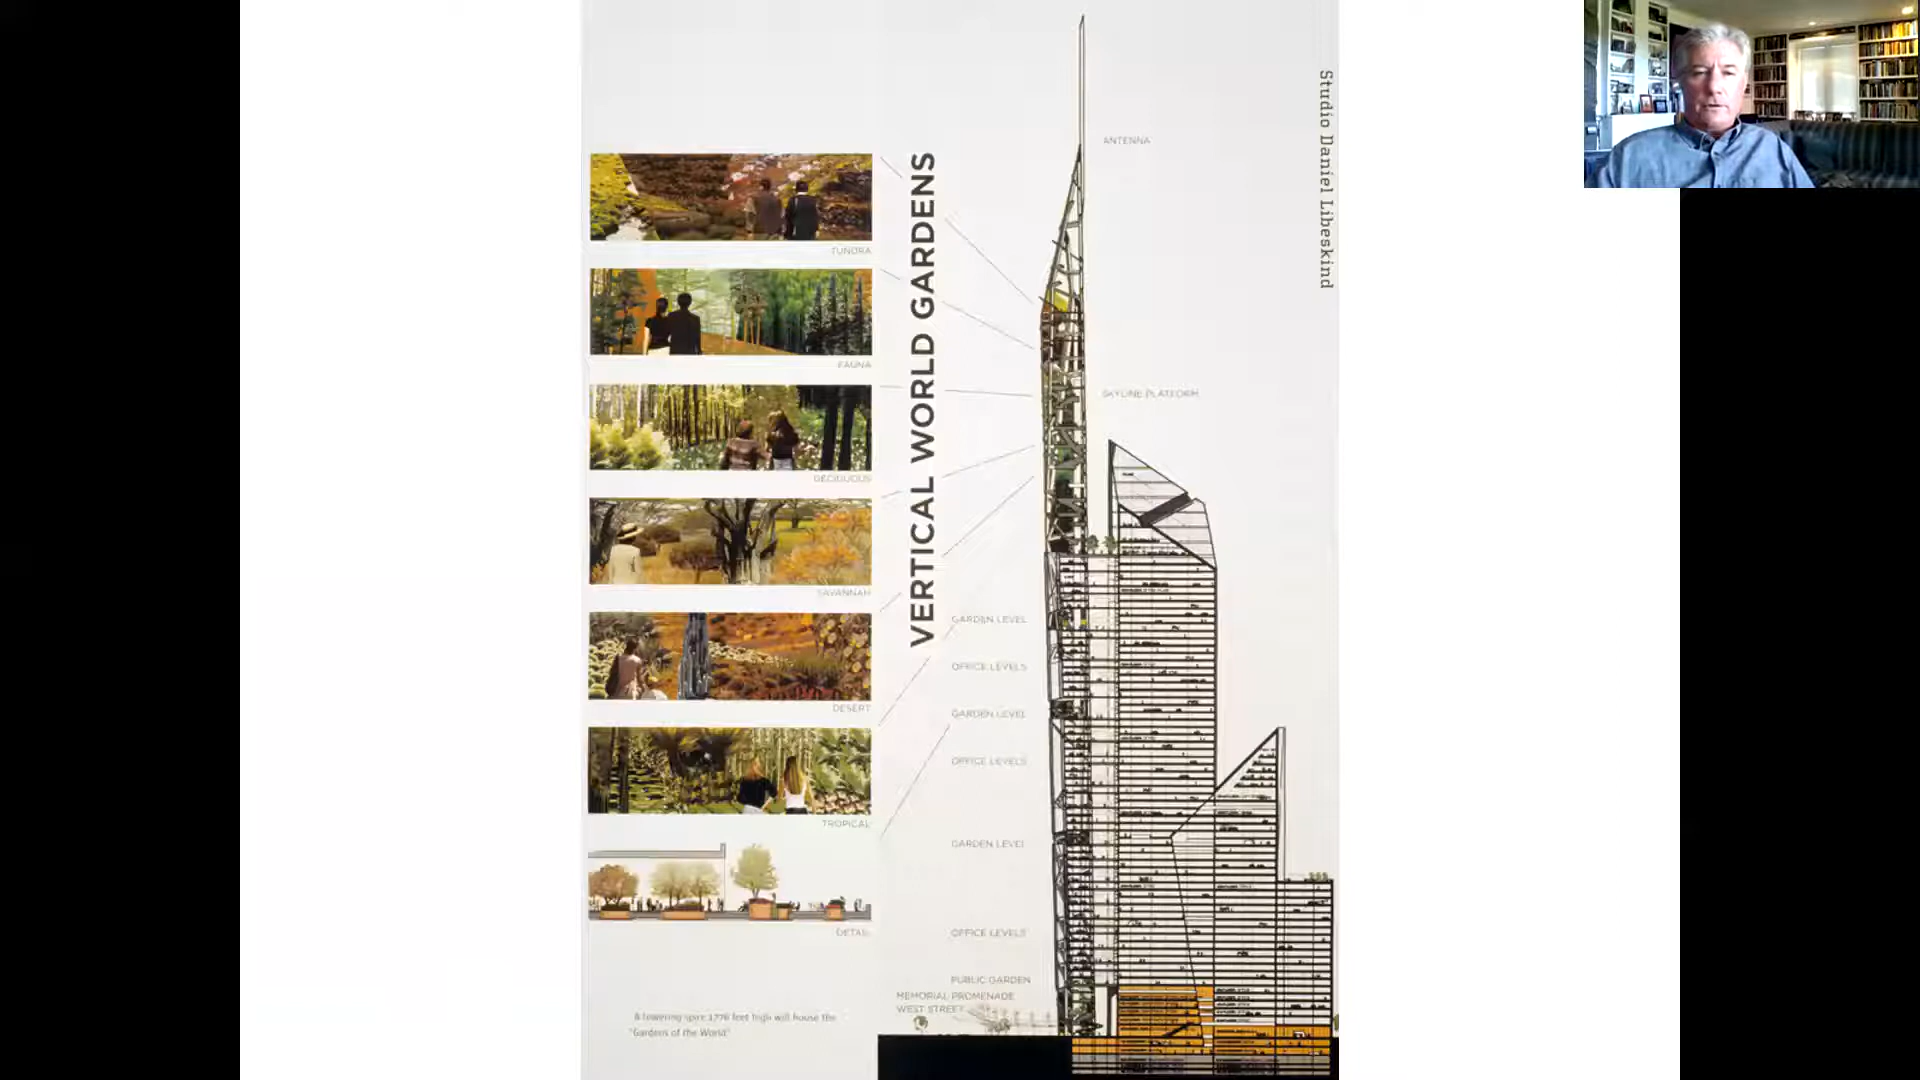 Studio Daniel Libeskind
VERTICAL WORLD GARDENS
TUNDRA
FAUNA
DECIDUOUS
SAVANNAH
DESERT
TROPICAL
DETAIL
A towering spire 1776 feet high will house the
"Gardens of the World"
ANTENNA
SKYLINE PLATFORM
GARDEN LEVEL
OFFICE LEVELS
GARDEN LEVEL
OFFICE LEVELS
GARDEN LEVEL
OFFICE LEVELS
PUBLIC GARDEN
MEMORIAL PROMENADE
WEST STREET